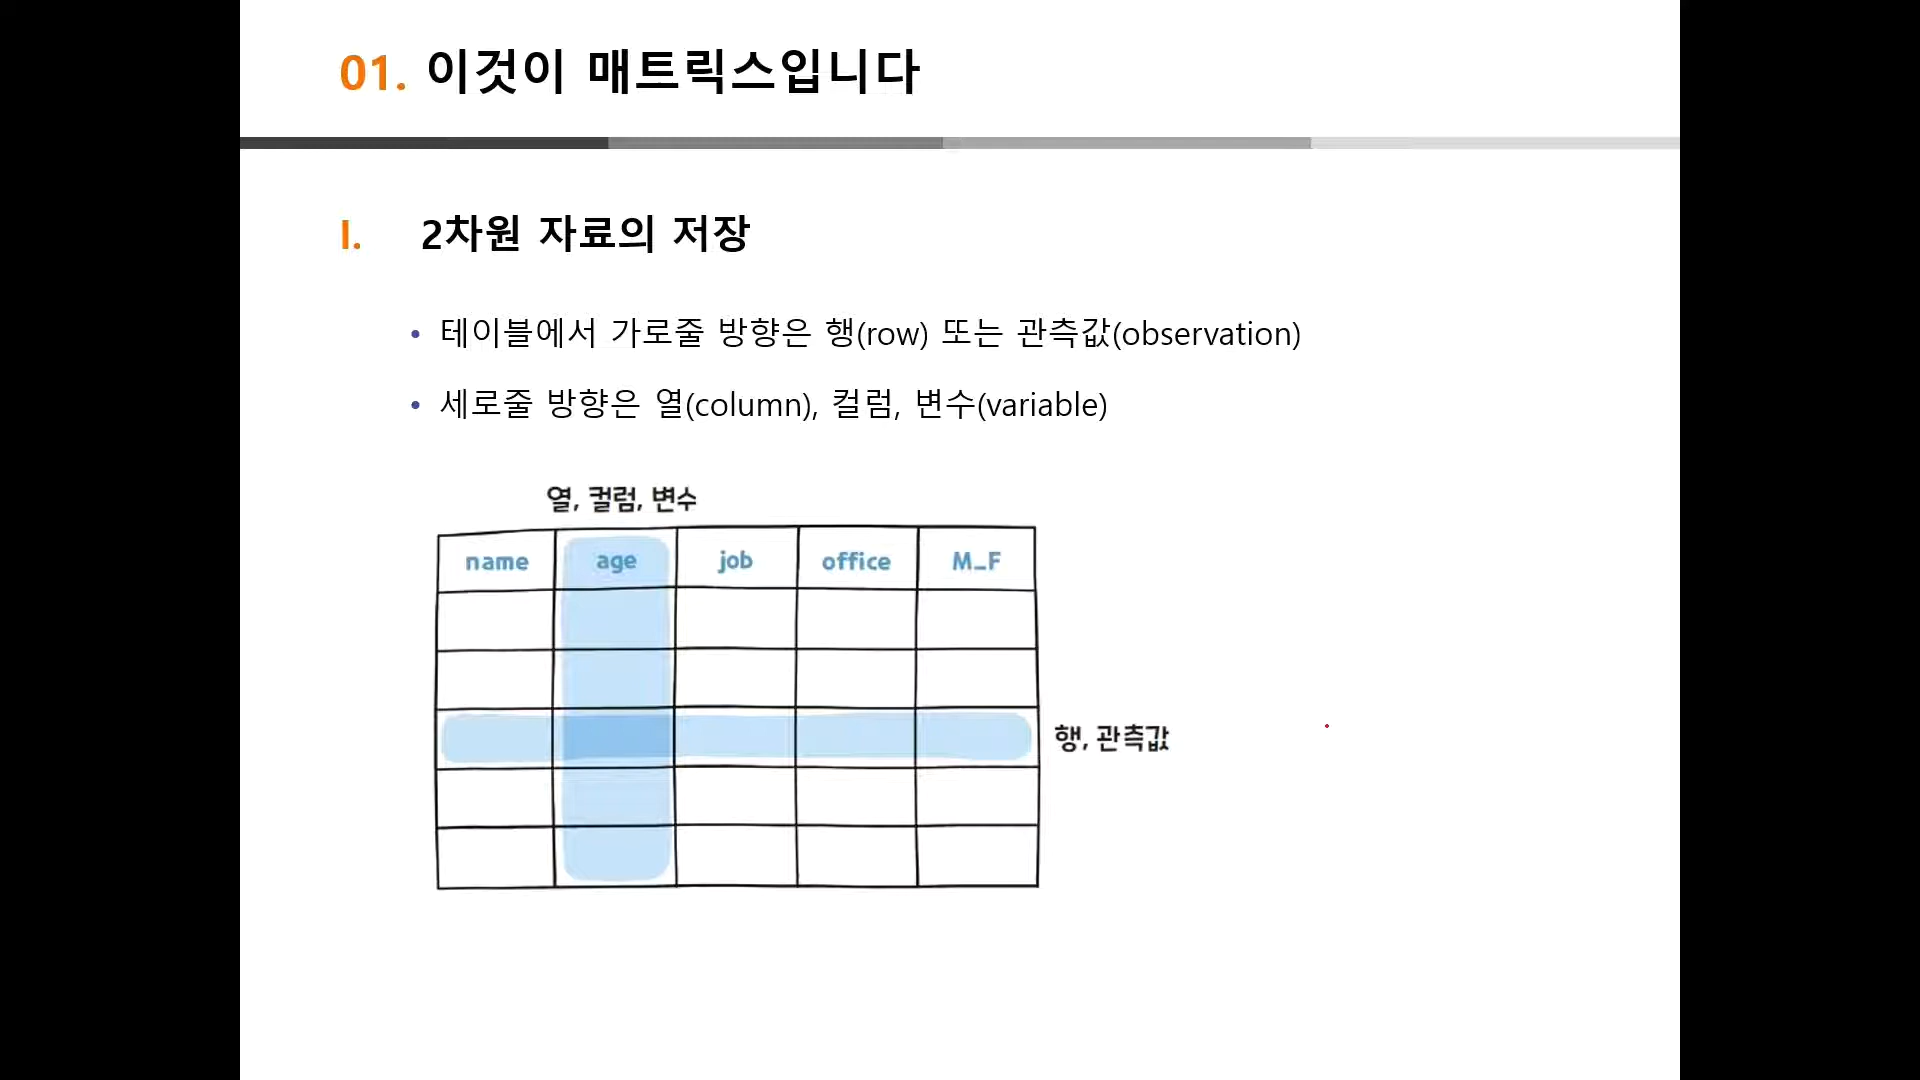 01. 이것이 매트릭스입니다
I. 2차원 자료의 저장
• 테이블에서 가로줄 방향은 행(row) 또는 관측값(observation)
• 세로줄 방향은 열(column), 컬럼, 변수(variable)
열, 컬럼, 변수
name age job office M_F
행, 관측값